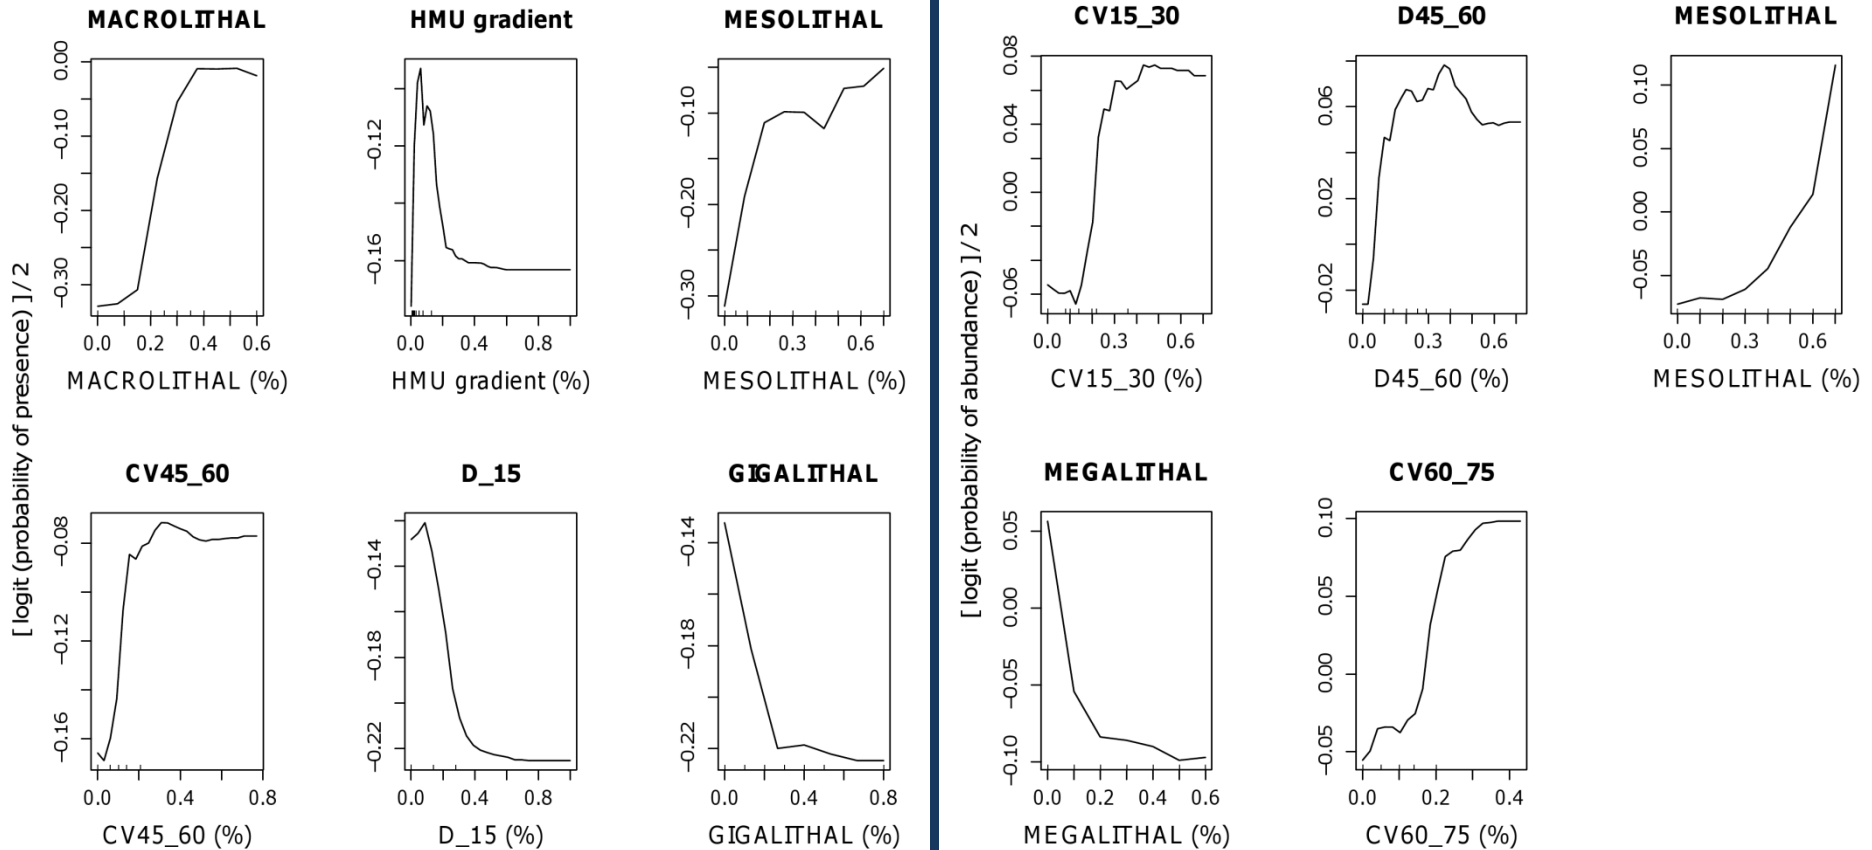 [logit (probability of presence) ] / 2
MACROLITHAL
0.00
−0.10
−0.20
−0.30
0.0 0.2 0.4 0.6
MACROLITHAL (%)
HMU gradient
−0.12
−0.16
0.0 0.4 0.8
HMU gradient (%)
MESOLITHAL
−0.10
−0.20
−0.30
0.0 0.3 0.6
MESOLITHAL (%)
CV45_60
−0.08
−0.12
−0.16
0.0 0.4 0.8
CV45_60 (%)
D_15
−0.14
−0.18
−0.22
0.0 0.4 0.8
D_15 (%)
GIGALITHAL
−0.14
−0.18
−0.22
0.0 0.4 0.8
GIGALITHAL (%)
[logit (probability of abundance) ] / 2
CV15_30
0.08
0.04
0.00
−0.06
0.0 0.3 0.6
CV15_30 (%)
D45_60
0.06
0.02
−0.02
0.0 0.3 0.6
D45_60 (%)
MESOLITHAL
0.10
0.05
0.00
−0.05
0.0 0.3 0.6
MESOLITHAL (%)
MEGALITHAL
0.05
0.00
−0.05
−0.10
0.0 0.2 0.4 0.6
MEGALITHAL (%)
CV60_75
0.10
0.05
0.00
−0.05
0.0 0.2 0.4
CV60_75 (%)